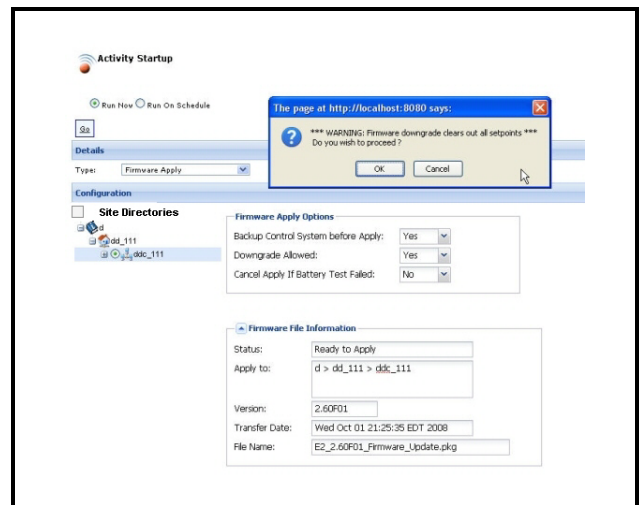 Activity Startup
Run Now Run On Schedule
Go
The page at http://localhost:8080 says:
*** WARNING: Firmware downgrade clears out all setpoints ***
Do you wish to proceed ?
OK Cancel
Details
Type: Firmware Apply
Configuration
Site Directories
d
dd_111
ddc_111
Firmware Apply Options
Backup Control System before Apply: Yes
Downgrade Allowed: Yes
Cancel Apply If Battery Test Failed: No
Firmware File Information
Status: Ready to Apply
Apply to: d > dd_111 > ddc_111
Version: 2.60F01
Transfer Date: Wed Oct 01 21:25:35 EDT 2008
File Name: E2_2.60F01_Firmware_Update.pkg